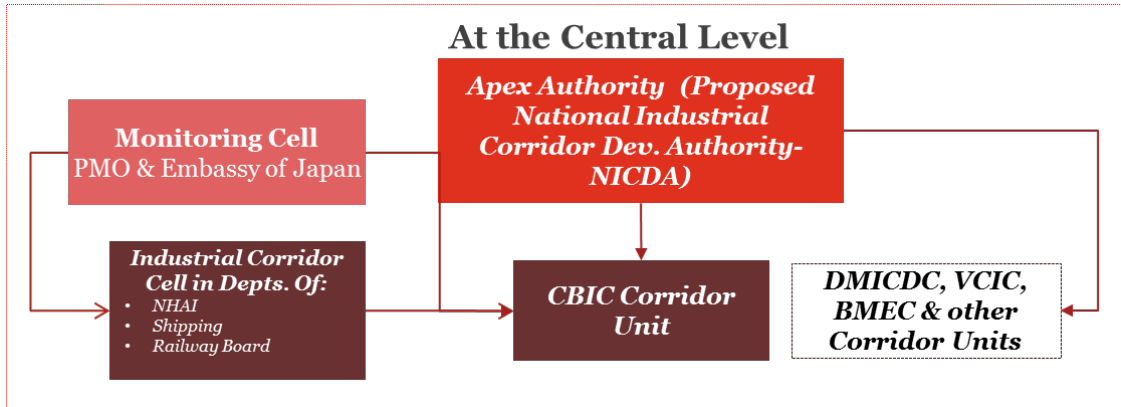 At the Central Level
Apex Authority (Proposed
National Industrial
Corridor Dev. Authority-
NICDA)
Monitoring Cell
PMO & Embassy of Japan
Industrial Corridor
Cell in Depts. Of:
• NHAI
• Shipping
• Railway Board
CBIC Corridor
Unit
DMICDC, VCIC,
BMEC & other
Corridor Units